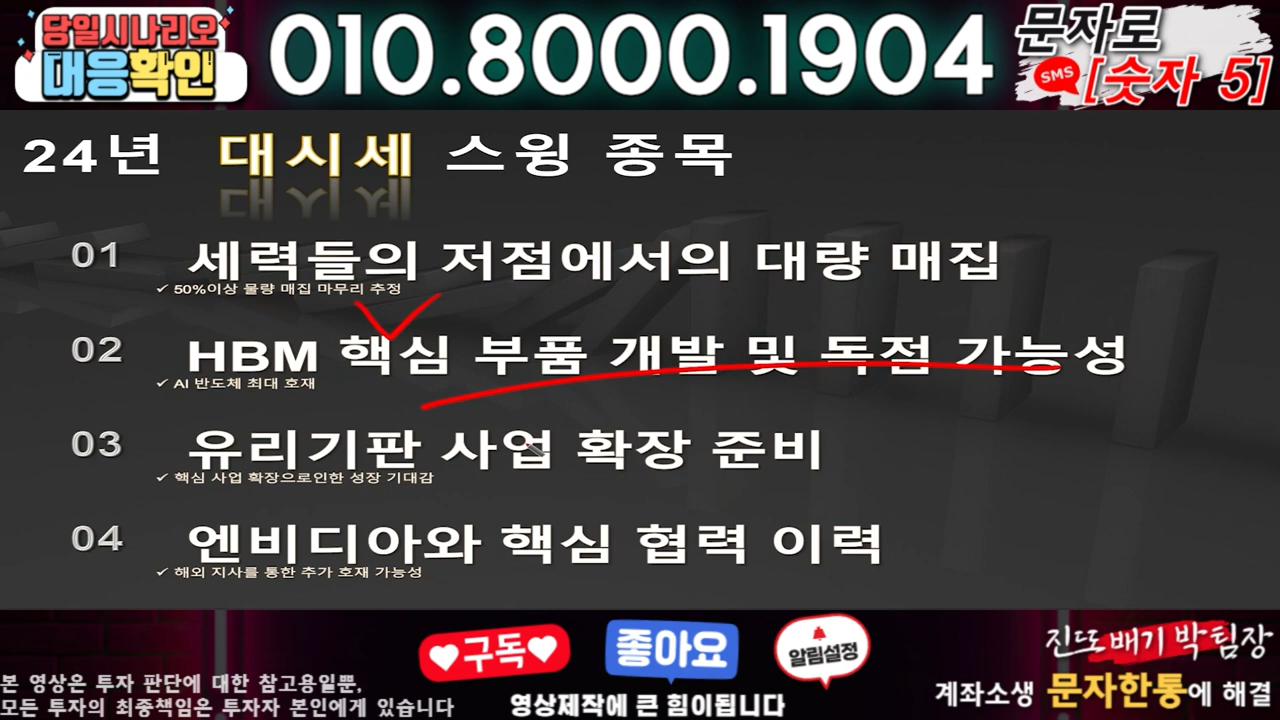 당일시나리오
대응확인
010.8000.1904
문자로
SMS
[숫자 5]
24년 대시세 스윙 종목
01 세력들의 저점에서의 대량 매집
✓ 50%이상 물량 매집 마무리 추정
02 HBM 핵심 부품 개발 및 독점 가능성
✓ AI 반도체 최대 호재
03 유리기판 사업 확장 준비
✓ 핵심 사업 확장으로인한 성장 기대감
04 엔비디아와 핵심 협력 이력
✓ 해외 지사를 통한 추가 호재 가능성
구독
좋아요
알림설정
영상제작에 큰 힘이됩니다
본 영상은 투자 판단에 대한 참고용일뿐,
모든 투자의 최종책임은 투자자 본인에게 있습니다
진또배기 박팀장
계좌소생 문자한통에 해결